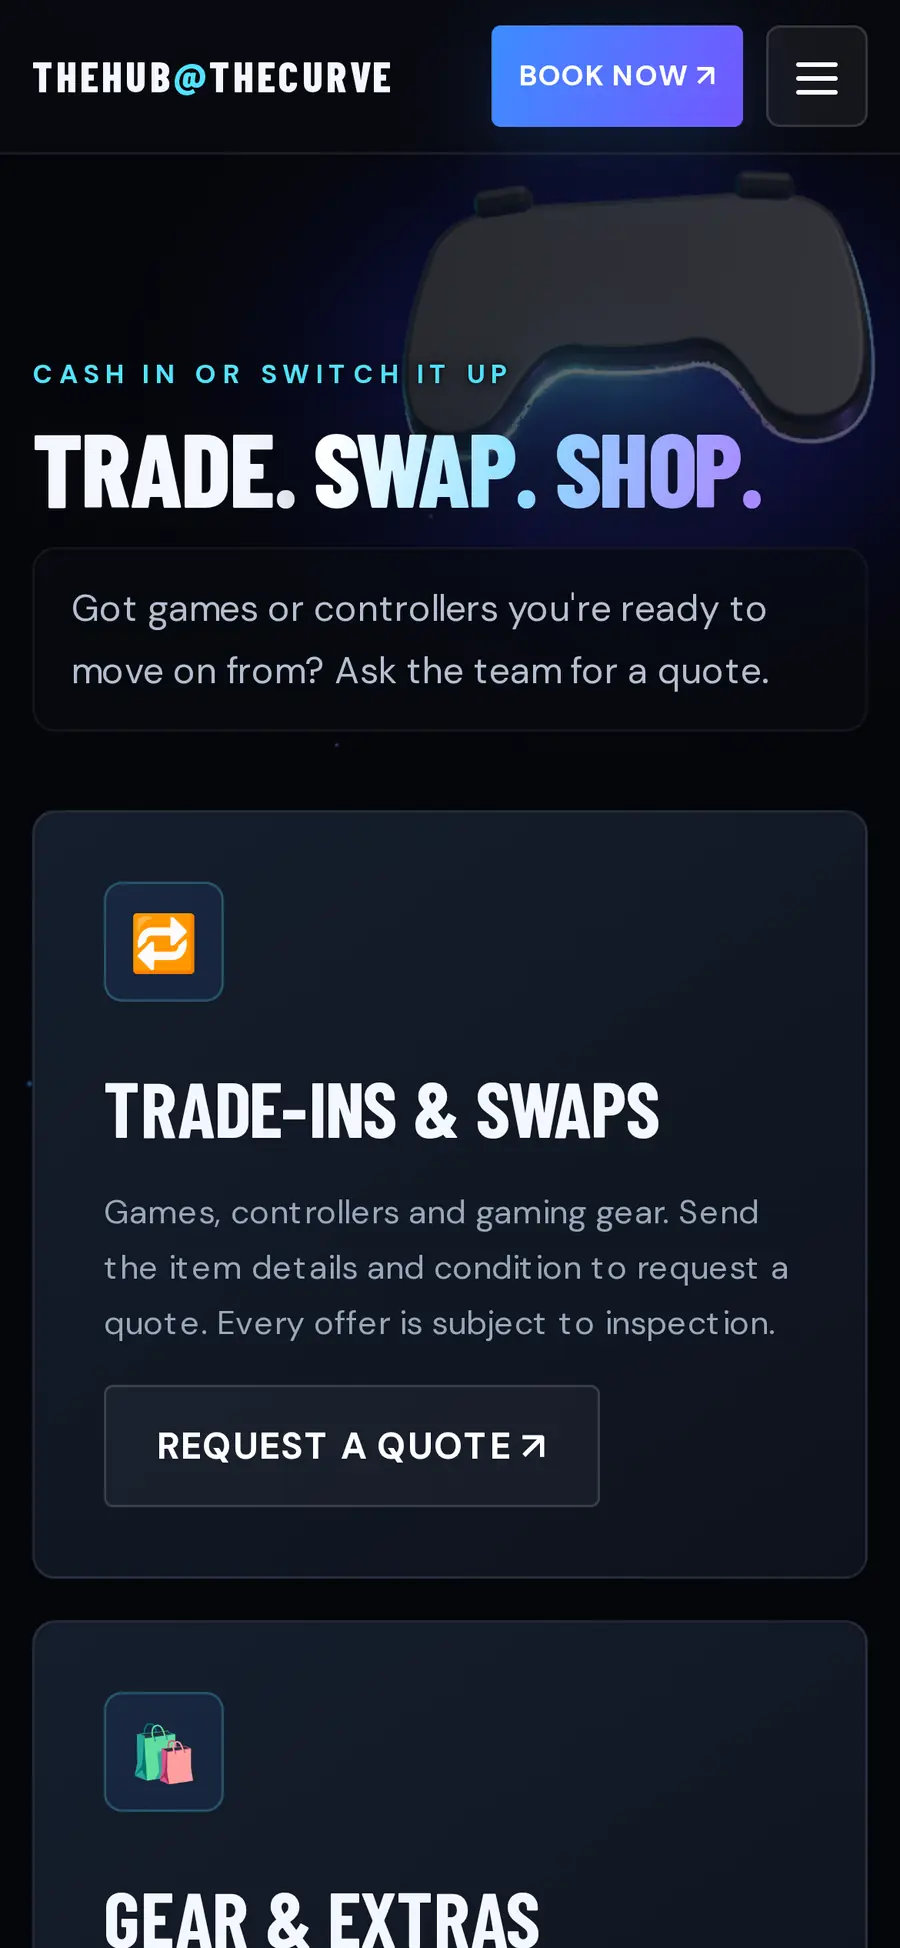 THEHUB@THECURVE
BOOK NOW ↗
CASH IN OR SWITCH IT UP
TRADE. SWAP. SHOP.
Got games or controllers you're ready to
move on from? Ask the team for a quote.
TRADE-INS & SWAPS
Games, controllers and gaming gear. Send
the item details and condition to request a
quote. Every offer is subject to inspection.
REQUEST A QUOTE ↗
GEAR & EXTRAS